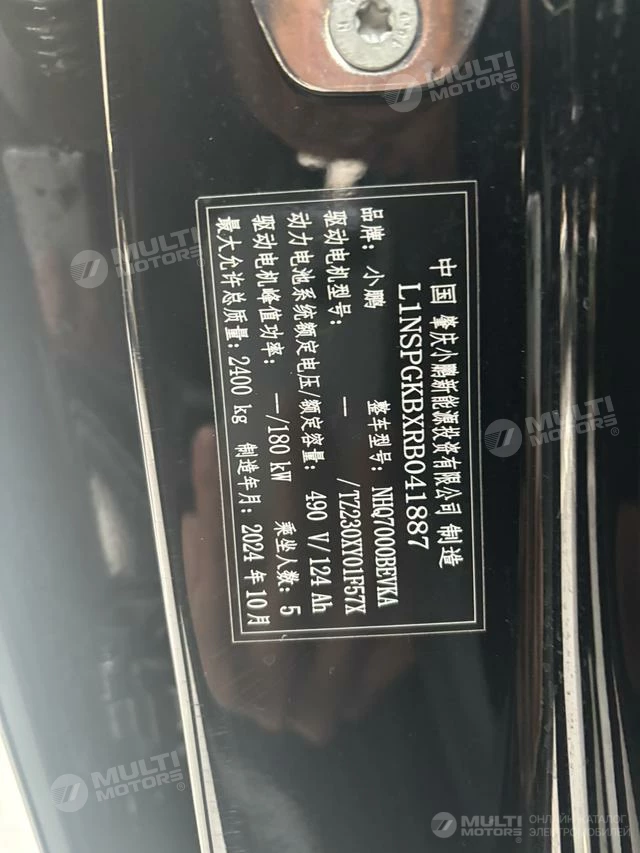 中国 肇庆小鹏新能源投资有限公司 制造
L1NSPGKBXRB041887
品牌：小鹏 整车型号：NHQ7000BEVKA
驱动电机型号： — /TZ230XY01F57X
动力电池系统额定电压/额定容量： 490 V/124 Ah
驱动电机峰值功率： —/180 kW 乘坐人数：5
最大允许总质量：2400 kg 制造年月：2024 年 10 月
MULTI MOTORS®
MULTI MOTORS®
MULTI MOTORS®
MULTI MOTORS®
MULTI MOTORS®
ОНЛАЙН-КАТАЛОГ
ЭЛЕКТРОМОБИЛЕЙ